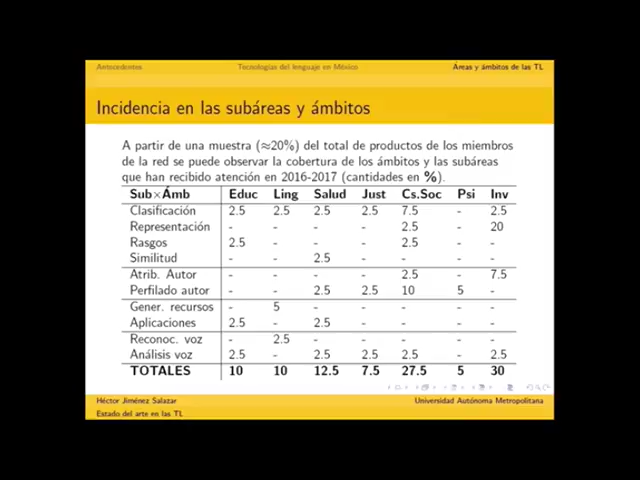 Antecedentes Tecnologías del lenguaje en México Áreas y ámbitos de las TL
Incidencia en las subáreas y ámbitos
A partir de una muestra (≈20%) del total de productos de los miembros
de la red se puede observar la cobertura de los ámbitos y las subáreas
que han recibido atención en 2016-2017 (cantidades en %).
Sub×Ámb Educ Ling Salud Just Cs.Soc Psi Inv
Clasificación 2.5 2.5 2.5 2.5 7.5 - 2.5
Representación - - - - 2.5 - 20
Rasgos 2.5 - - - 2.5 - -
Similitud - - 2.5 - - - -
Atrib. Autor - - - - 2.5 - 7.5
Perfilado autor - - 2.5 2.5 10 5 -
Gener. recursos - 5 - - - - -
Aplicaciones 2.5 - 2.5 - - - -
Reconoc. voz - 2.5 - - - - -
Análisis voz 2.5 - 2.5 2.5 2.5 - 2.5
TOTALES 10 10 12.5 7.5 27.5 5 30
Héctor Jiménez Salazar Universidad Autónoma Metropolitana
Estado del arte en las TL